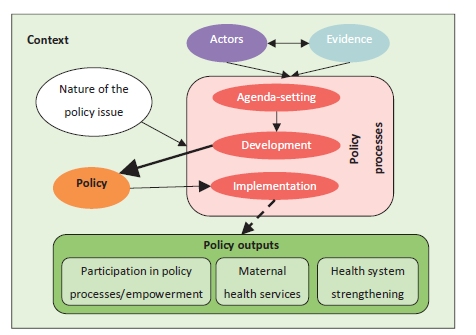 Context
Actors
Evidence
Nature of the
policy issue
Agenda-setting
Development
Implementation
Policy
processes
Policy
Policy outputs
Participation in policy
processes/empowerment
Maternal
health services
Health system
strengthening